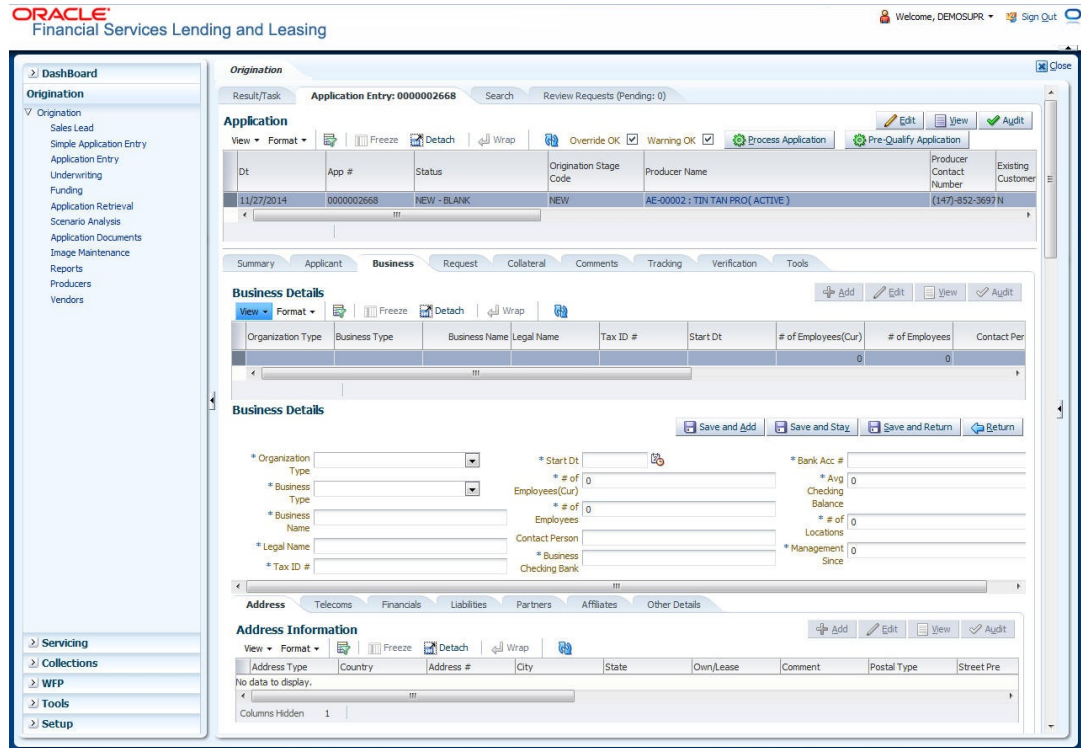 ORACLE®
Financial Services Lending and Leasing
Welcome, DEMOSUPR
Sign Out
Close
DashBoard
Origination
Origination
Sales Lead
Simple Application Entry
Application Entry
Underwriting
Funding
Application Retrieval
Scenario Analysis
Application Documents
Image Maintenance
Reports
Producers
Vendors
Servicing
Collections
WFP
Tools
Setup
Origination
Result/Task Application Entry: 0000002668 Search Review Requests (Pending: 0)
Application
Edit View Audit
View Format Freeze Detach Wrap Override OK Warning OK Process Application Pre-Qualify Application
Dt App # Status Origination Stage Code Producer Name Producer Contact Number Existing Customer
11/27/2014 0000002668 NEW - BLANK NEW AE-00002 : TIN TAN PRO( ACTIVE ) (147)-852-3697 N
Summary Applicant Business Request Collateral Comments Tracking Verification Tools
Business Details
Add Edit View Audit
View Format Freeze Detach Wrap
Organization Type Business Type Business Name Legal Name Tax ID # Start Dt # of Employees(Cur) # of Employees Contact Per
0 0
Business Details
Save and Add Save and Stay Save and Return Return
* Organization Type
* Business Type
* Business Name
* Legal Name
* Tax ID #
* Start Dt
* # of Employees(Cur) 0
* # of Employees 0
Contact Person
* Business Checking Bank
* Bank Acc #
* Avg Checking Balance 0
* # of Locations 0
* Management Since 0
Address Telecoms Financials Liabilities Partners Affiliates Other Details
Address Information
Add Edit View Audit
View Format Freeze Detach Wrap
Address Type Country Address # City State Own/Lease Comment Postal Type Street Pre
No data to display.
Columns Hidden 1